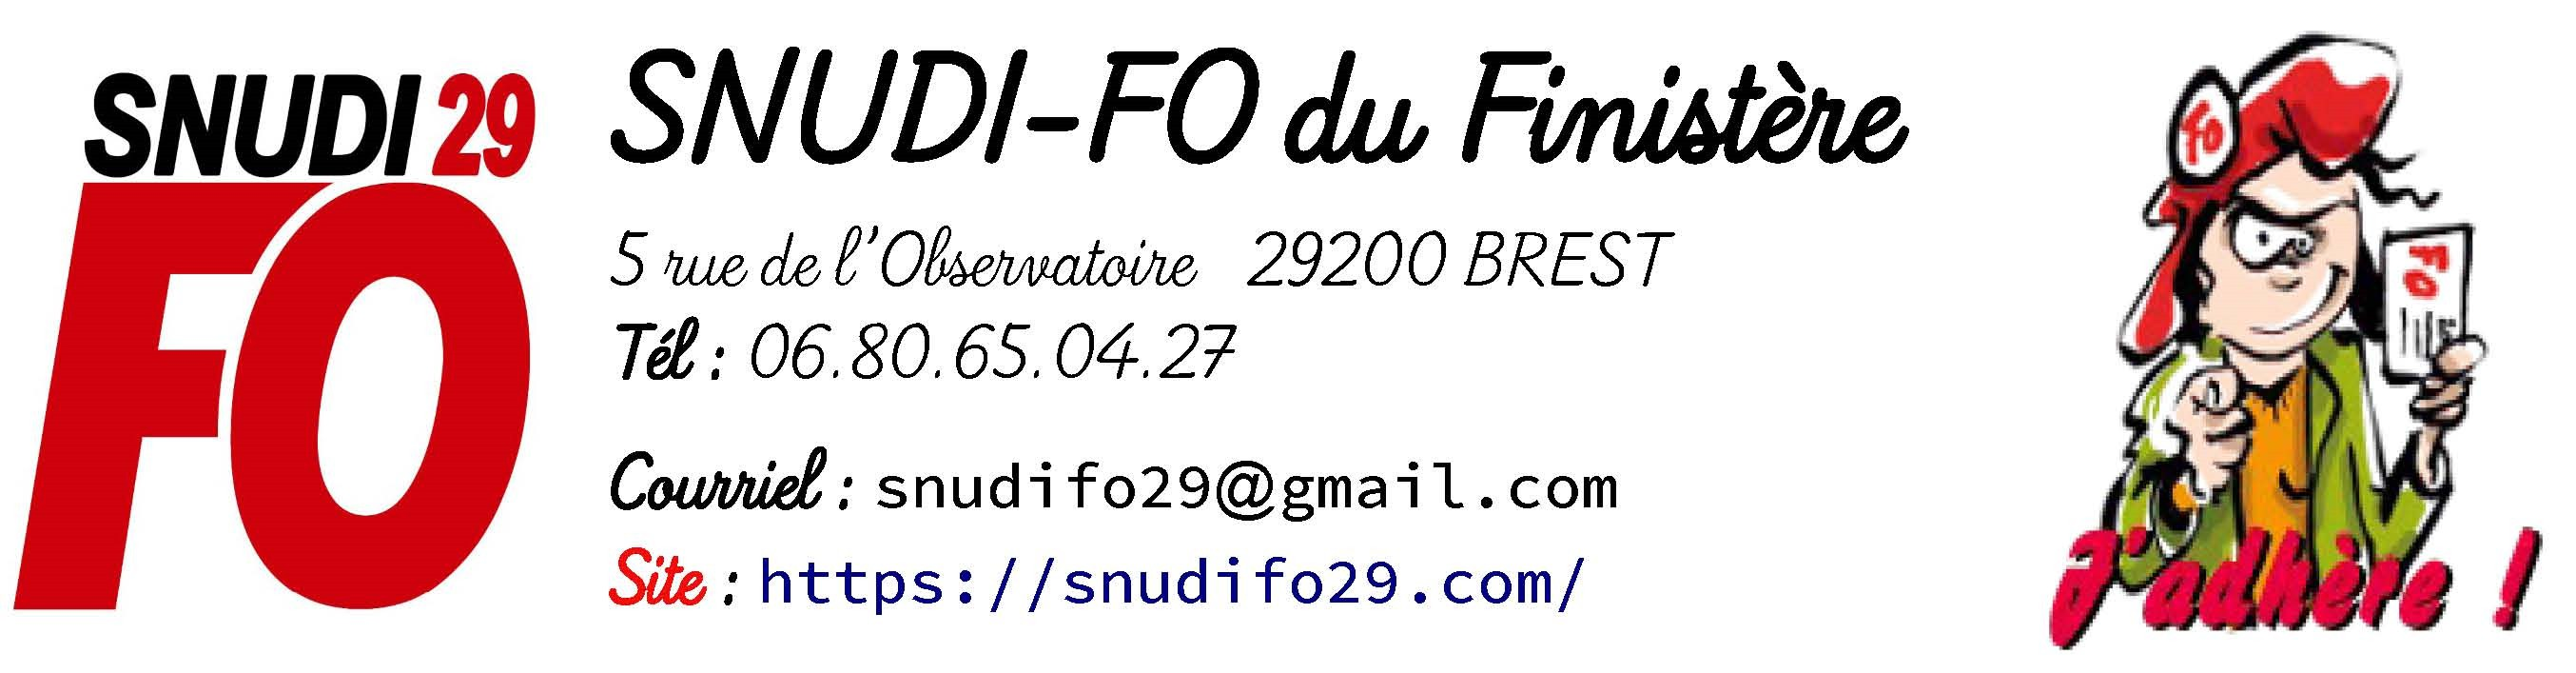 SNUDI 29
FO
SNUDI-FO du Finistère
5 rue de l'Observatoire 29200 BREST
Tél : 06.80.65.04.27
Courriel : snudifo29@gmail.com
Site : https://snudifo29.com/
fo
FO
J'adhère !